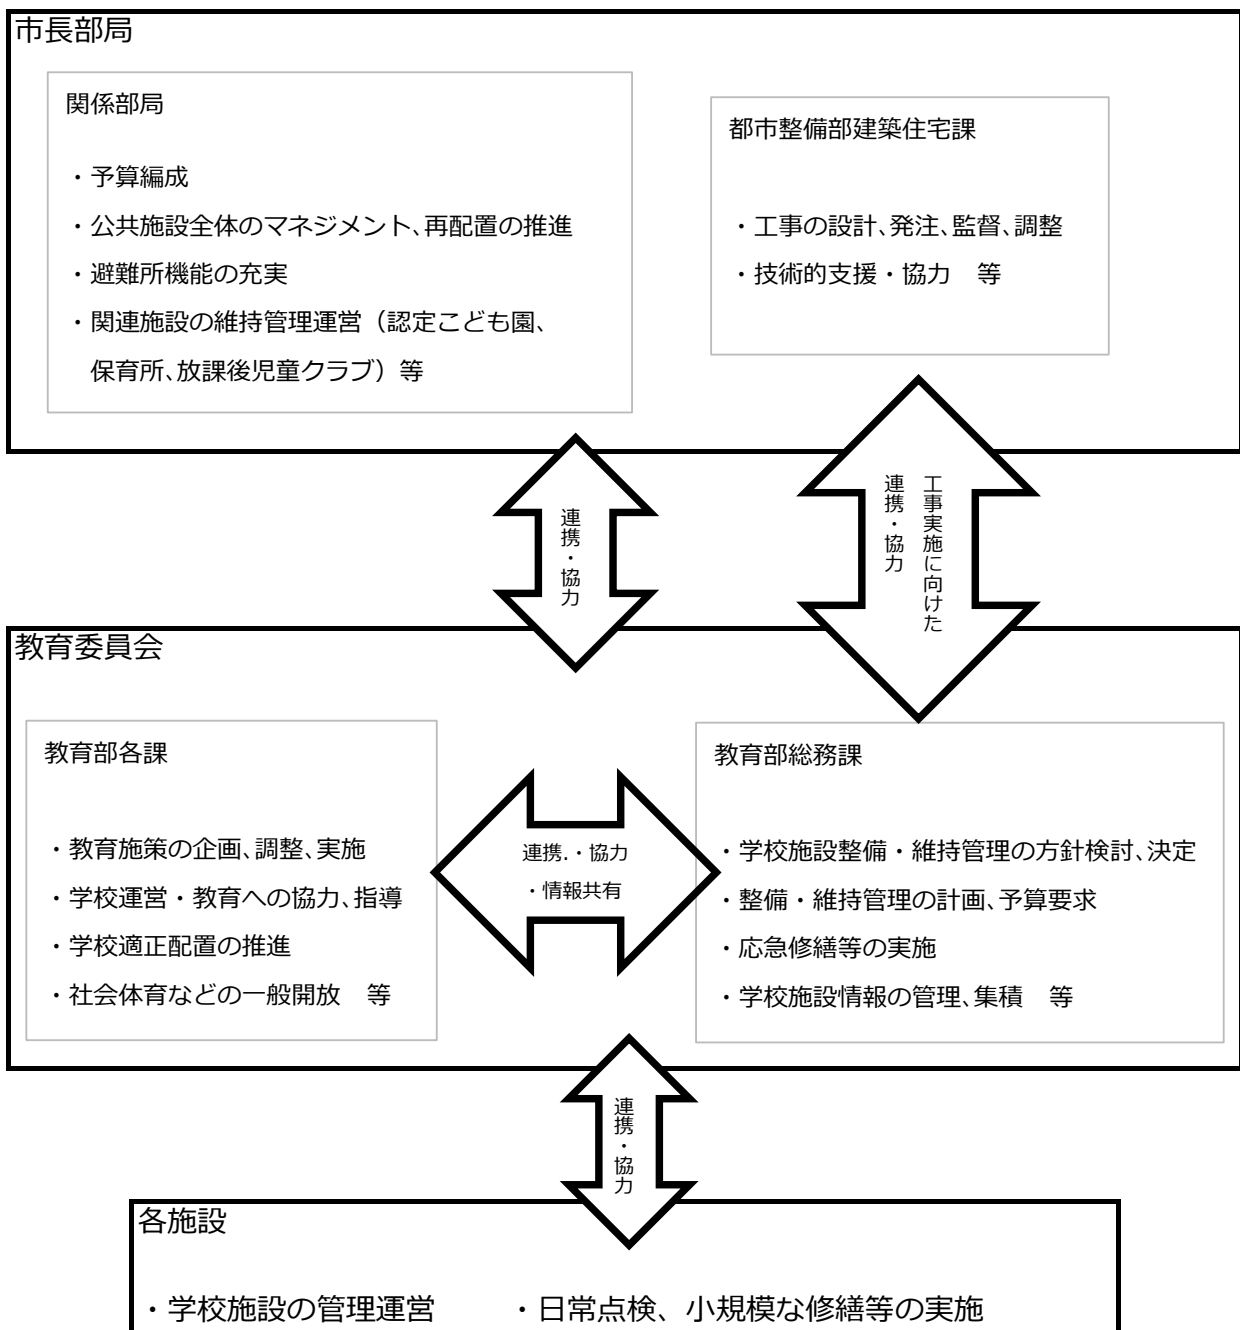 市長部局
関係部局
・予算編成
・公共施設全体のマネジメント、再配置の推進
・避難所機能の充実
・関連施設の維持管理運営（認定こども園、
保育所、放課後児童クラブ）等
都市整備部建築住宅課
・工事の設計、発注、監督、調整
・技術的支援・協力　等
連携・協力
工事実施に向けた
連携・協力
教育委員会
教育部各課
・教育施策の企画、調整、実施
・学校運営・教育への協力、指導
・学校適正配置の推進
・社会体育などの一般開放　等
連携.・協力
・情報共有
教育部総務課
・学校施設整備・維持管理の方針検討、決定
・整備・維持管理の計画、予算要求
・応急修繕等の実施
・学校施設情報の管理、集積　等
連携・協力
各施設
・学校施設の管理運営　　・日常点検、小規模な修繕等の実施